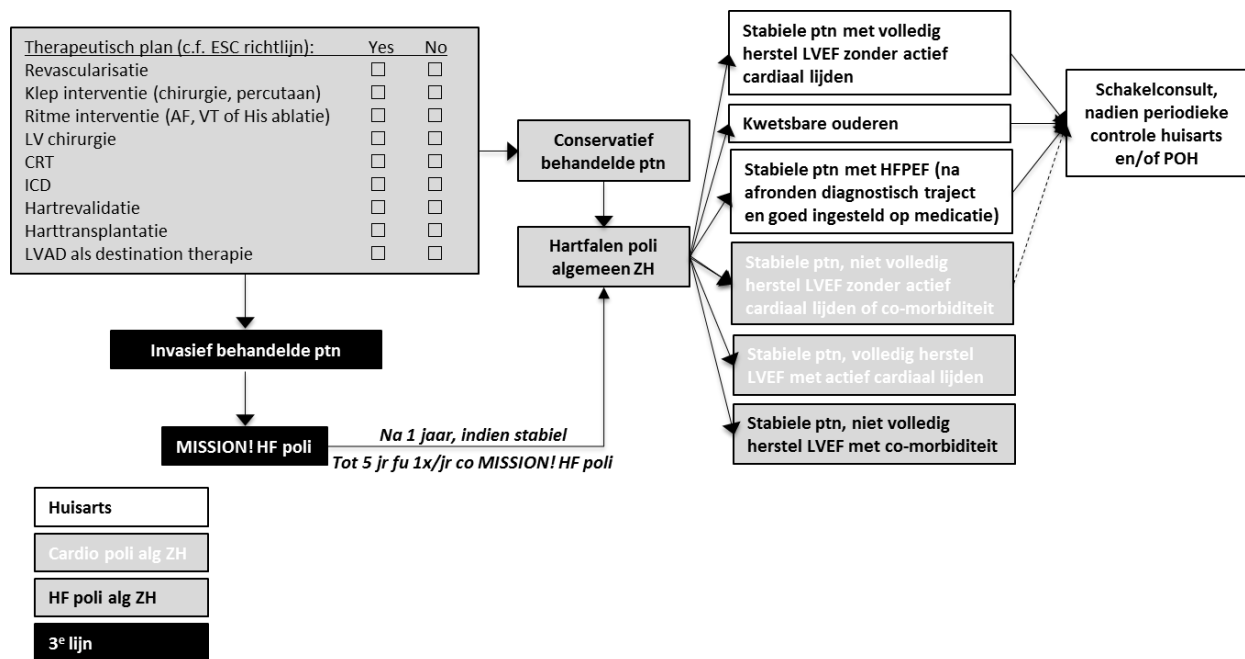 Therapeutisch plan (c.f. ESC richtlijn): Yes No
Revascularisatie
Klep interventie (chirurgie, percutaan)
Ritme interventie (AF, VT of His ablatie)
LV chirurgie
CRT
ICD
Hartrevalidatie
Harttransplantatie
LVAD als destination therapie
Invasief behandelde ptn
MISSION! HF poli
Na 1 jaar, indien stabiel
Tot 5 jr fu 1x/jr co MISSION! HF poli
Conservatief
behandelde ptn
Hartfalen poli
algemeen ZH
Stabiele ptn met volledig
herstel LVEF zonder actief
cardiaal lijden
Kwetsbare ouderen
Stabiele ptn met HFPEF (na
afronden diagnostisch traject
en goed ingesteld op medicatie)
Stabiele ptn, niet volledig
herstel LVEF zonder actief
cardiaal lijden of co-morbiditeit
Stabiele ptn, volledig herstel
LVEF met actief cardiaal lijden
Stabiele ptn, niet volledig
herstel LVEF met co-morbiditeit
Schakelconsult,
nadien periodieke
controle huisarts
en/of POH
Huisarts
Cardio poli alg ZH
HF poli alg ZH
3e lijn